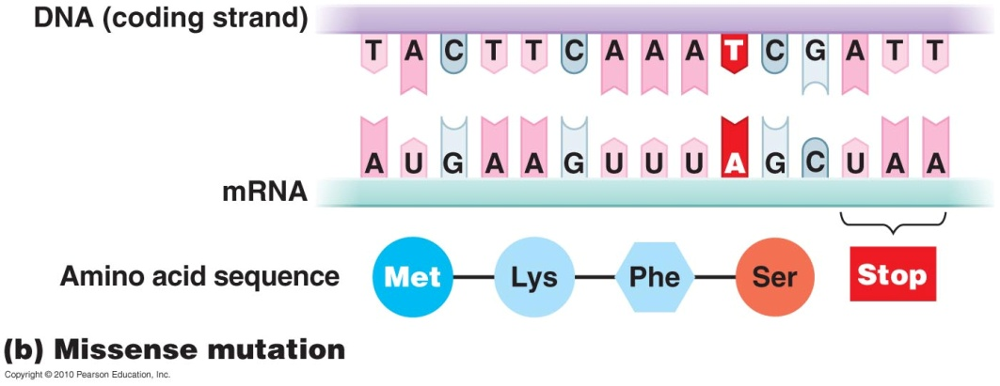 DNA (coding strand)
T A C T T C A A A T C G A T T
A U G A A G U U U A G C U A A
mRNA
Amino acid sequence Met Lys Phe Ser Stop
(b) Missense mutation
Copyright © 2010 Pearson Education, Inc.